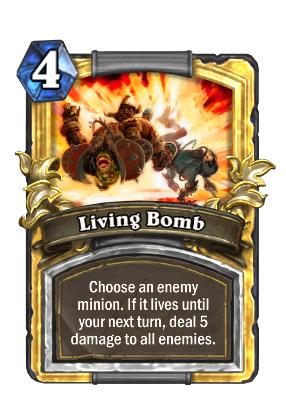 4
Living Bomb
Choose an enemy
minion. If it lives until
your next turn, deal 5
damage to all enemies.